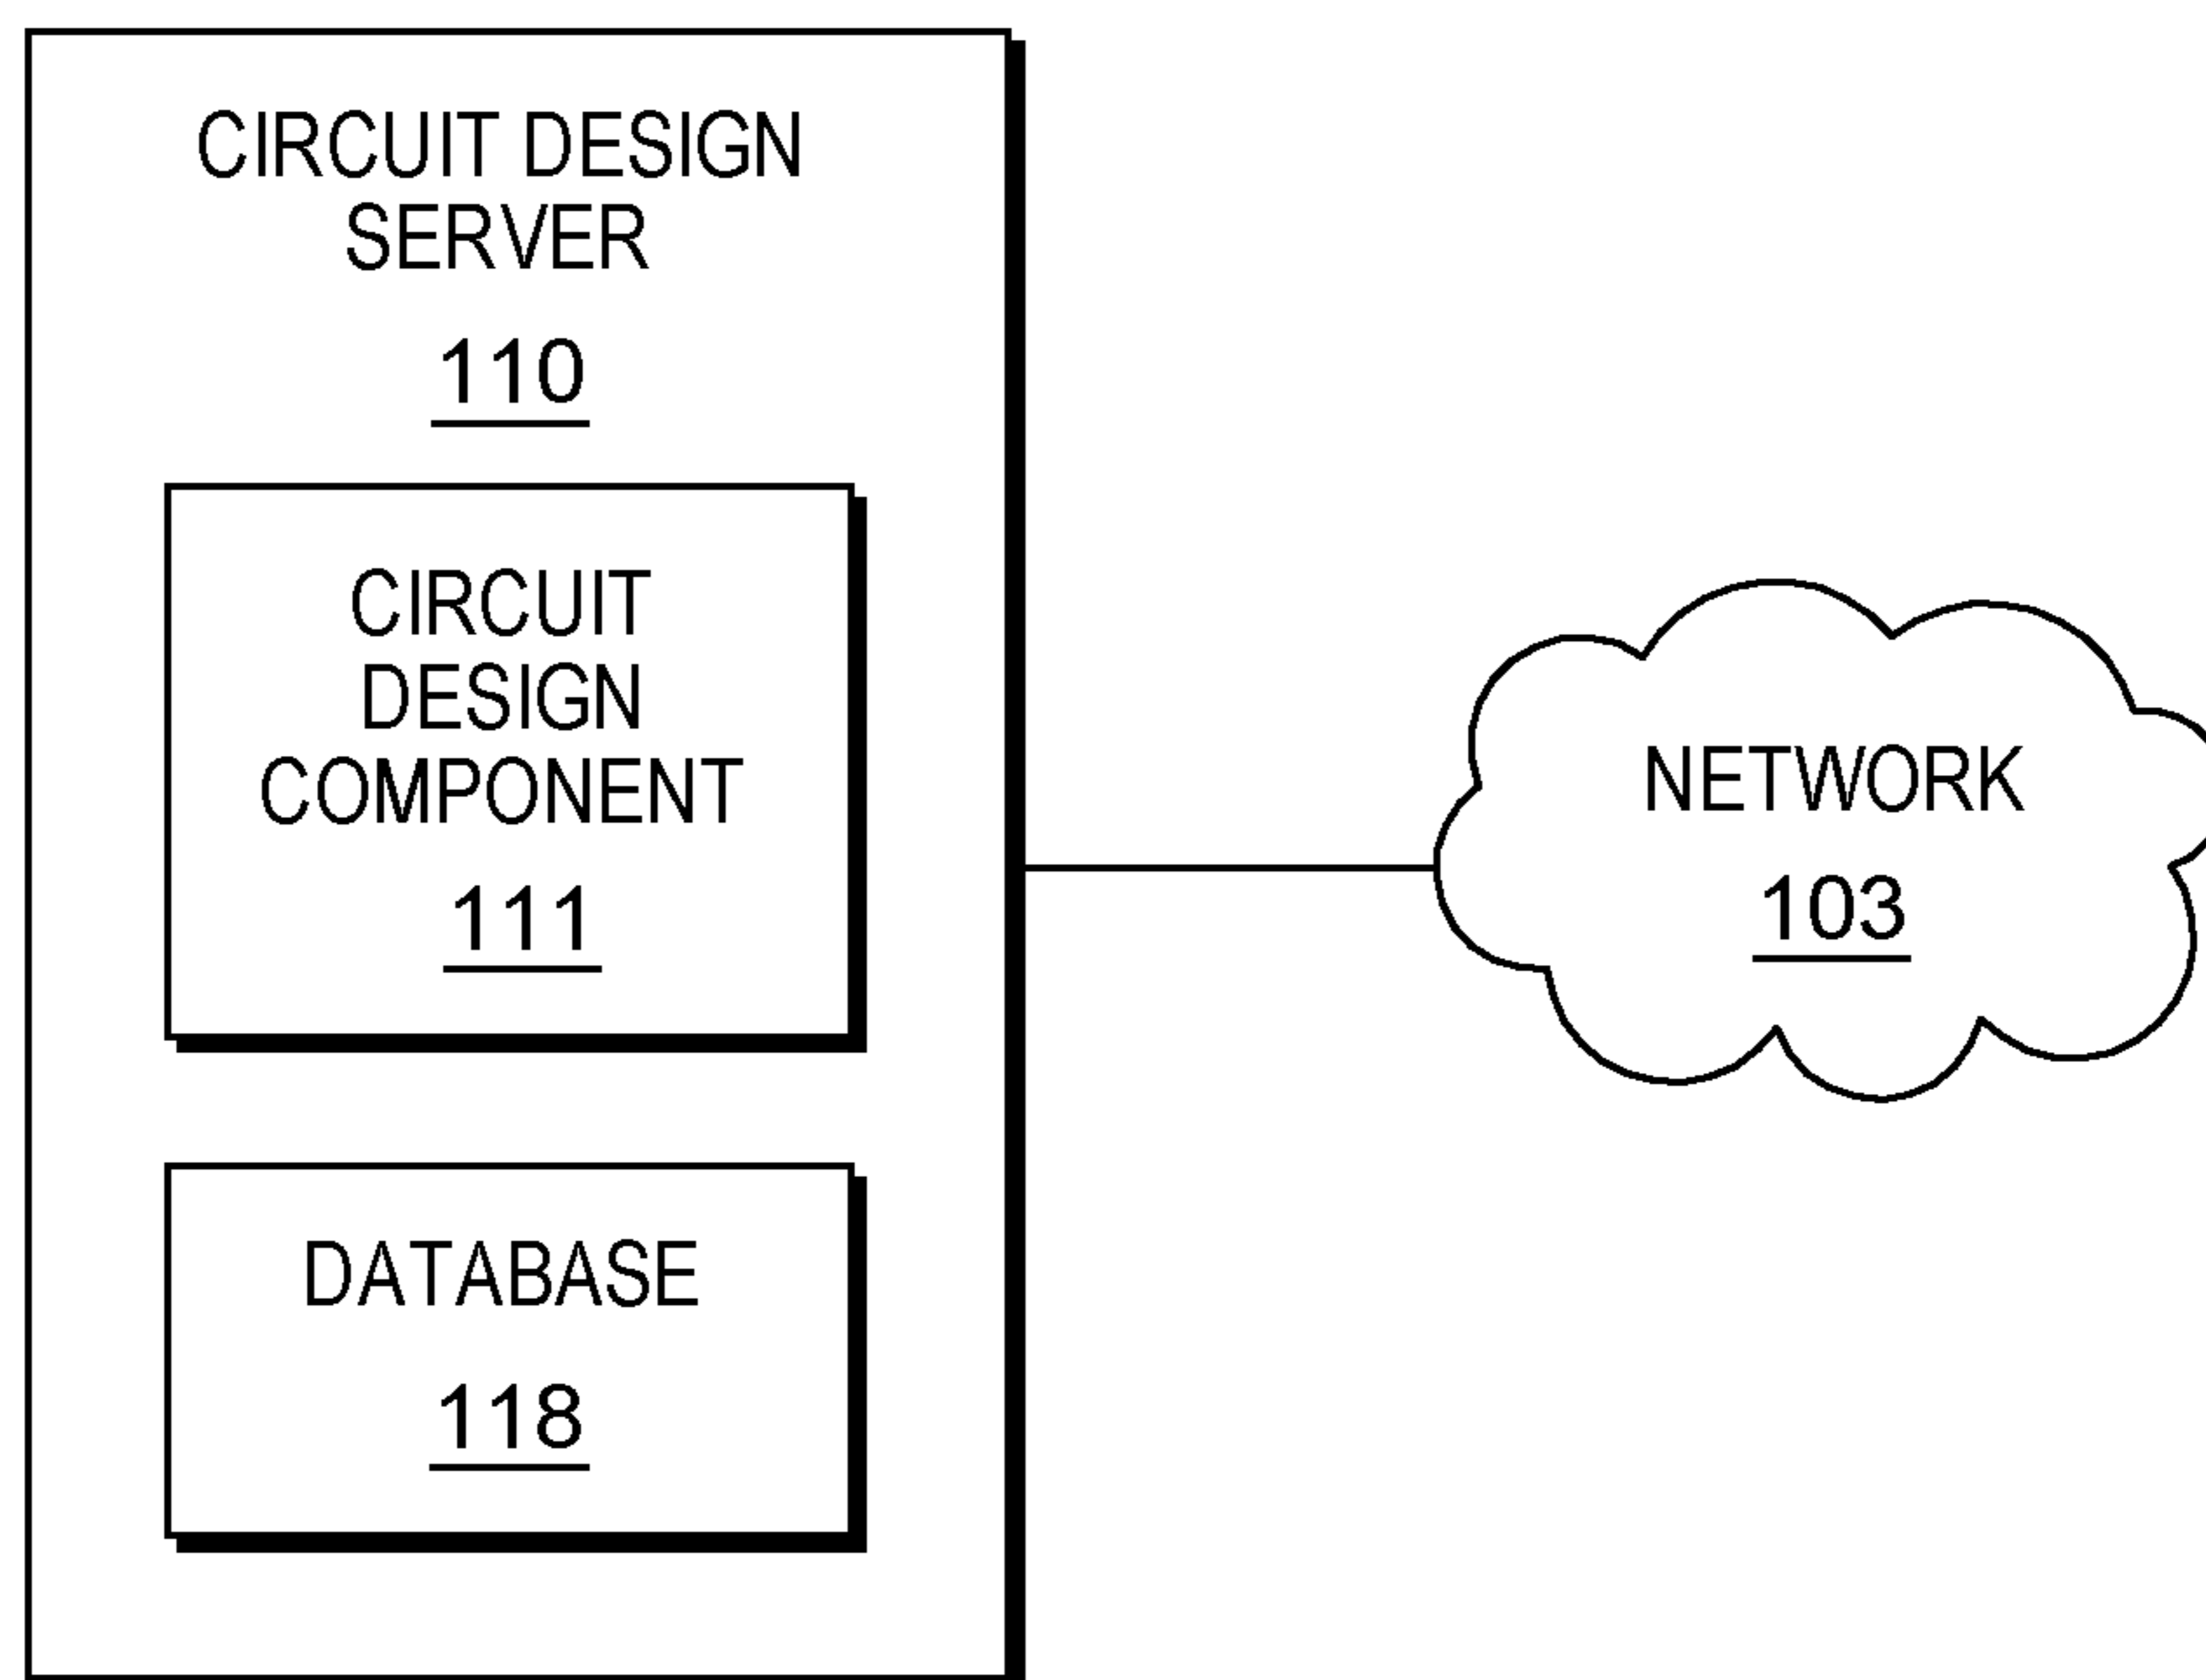 CIRCUIT DESIGN
SERVER
110
CIRCUIT
DESIGN
COMPONENT
111
DATABASE
118
NETWORK
103